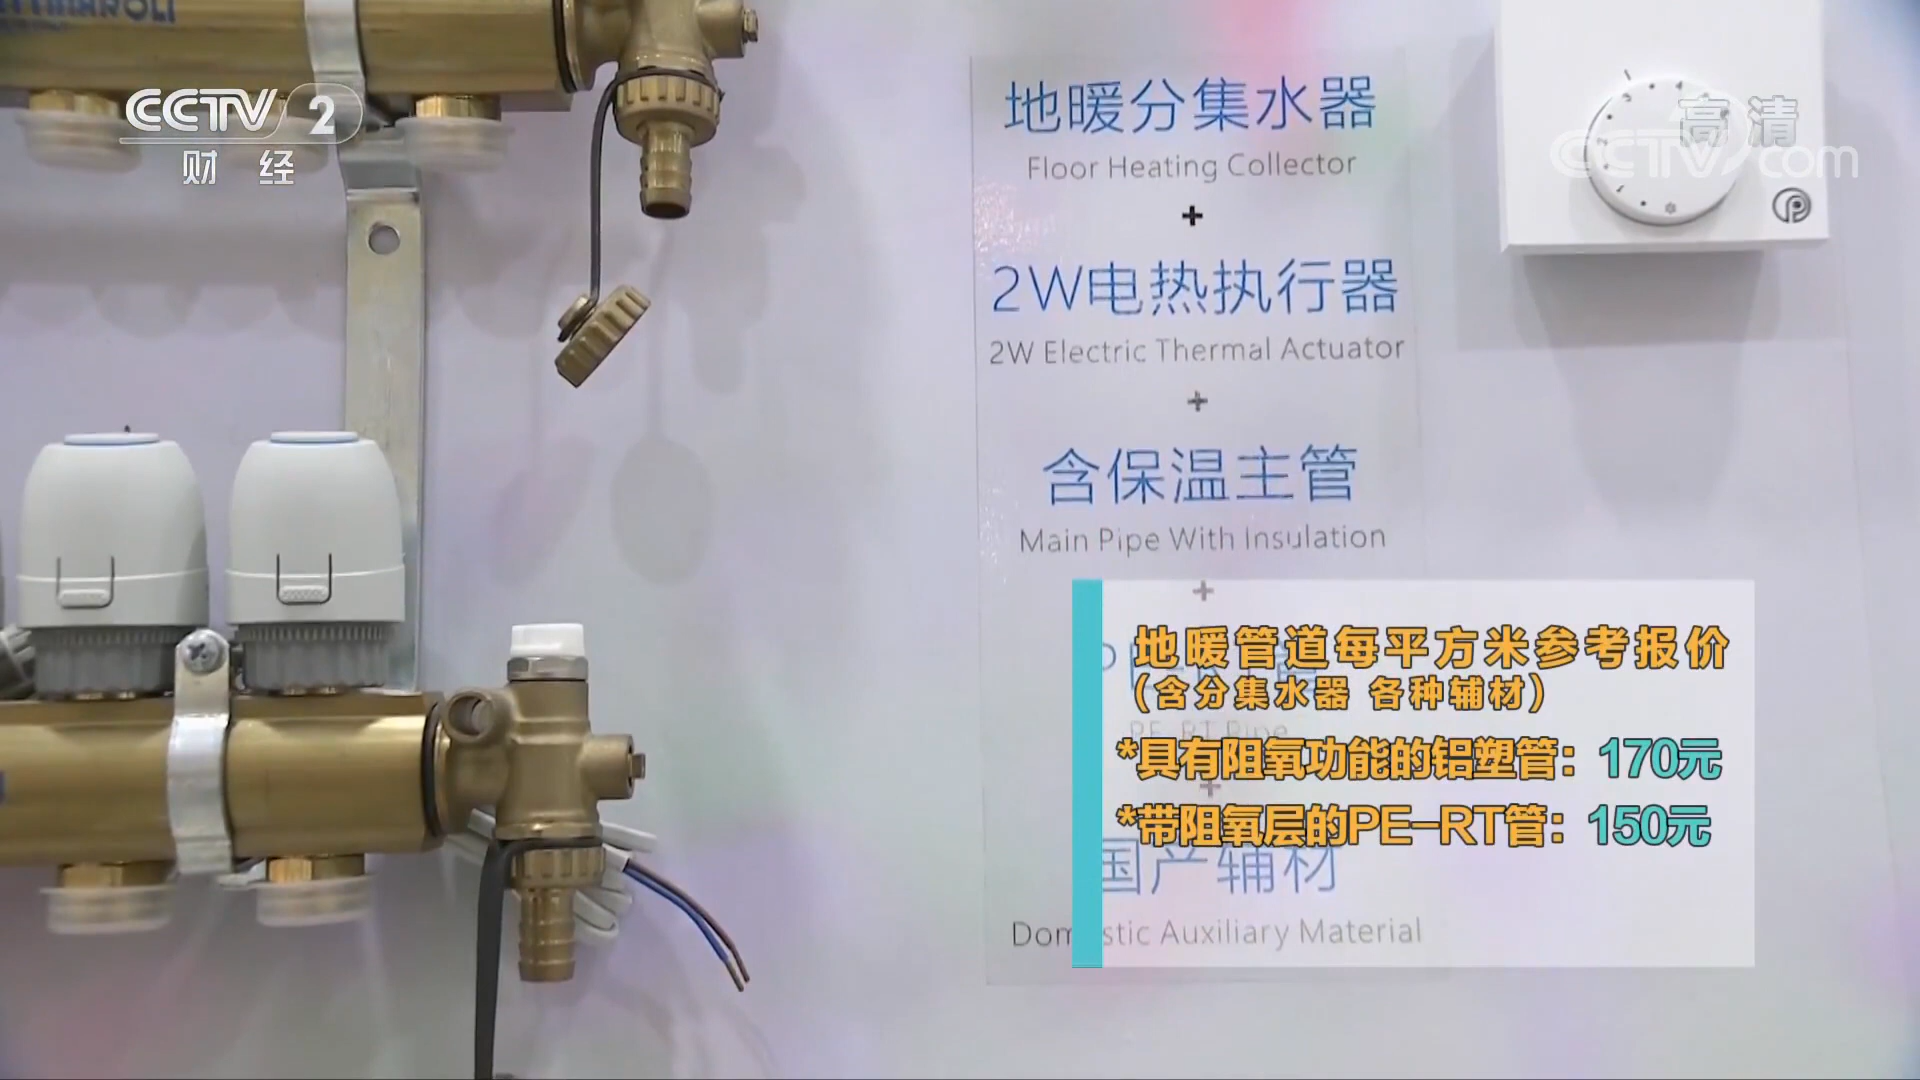 CCTV 2
财 经
高清
CCTV.com
地暖分集水器
Floor Heating Collector
+
2W电热执行器
2W Electric Thermal Actuator
+
含保温主管
Main Pipe With Insulation
+
PE-RT Pipe
+
国产辅材
Domestic Auxiliary Material
地暖管道每平方米参考报价
(含分集水器 各种辅材)
*具有阻氧功能的铝塑管：170元
*带阻氧层的PE-RT管：150元